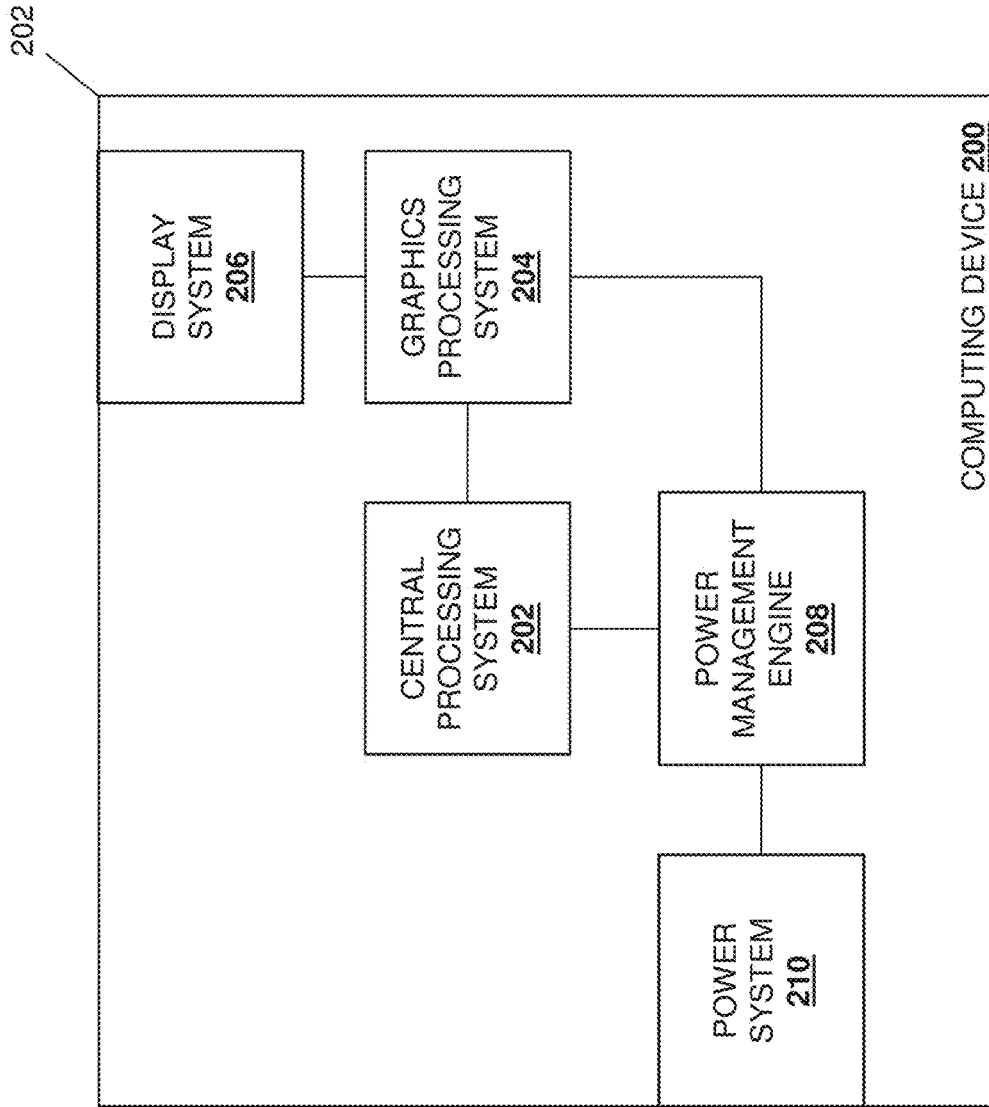 202
DISPLAY
SYSTEM
206
GRAPHICS
PROCESSING
SYSTEM
204
CENTRAL
PROCESSING
SYSTEM
202
POWER
MANAGEMENT
ENGINE
208
POWER
SYSTEM
210
COMPUTING DEVICE 200